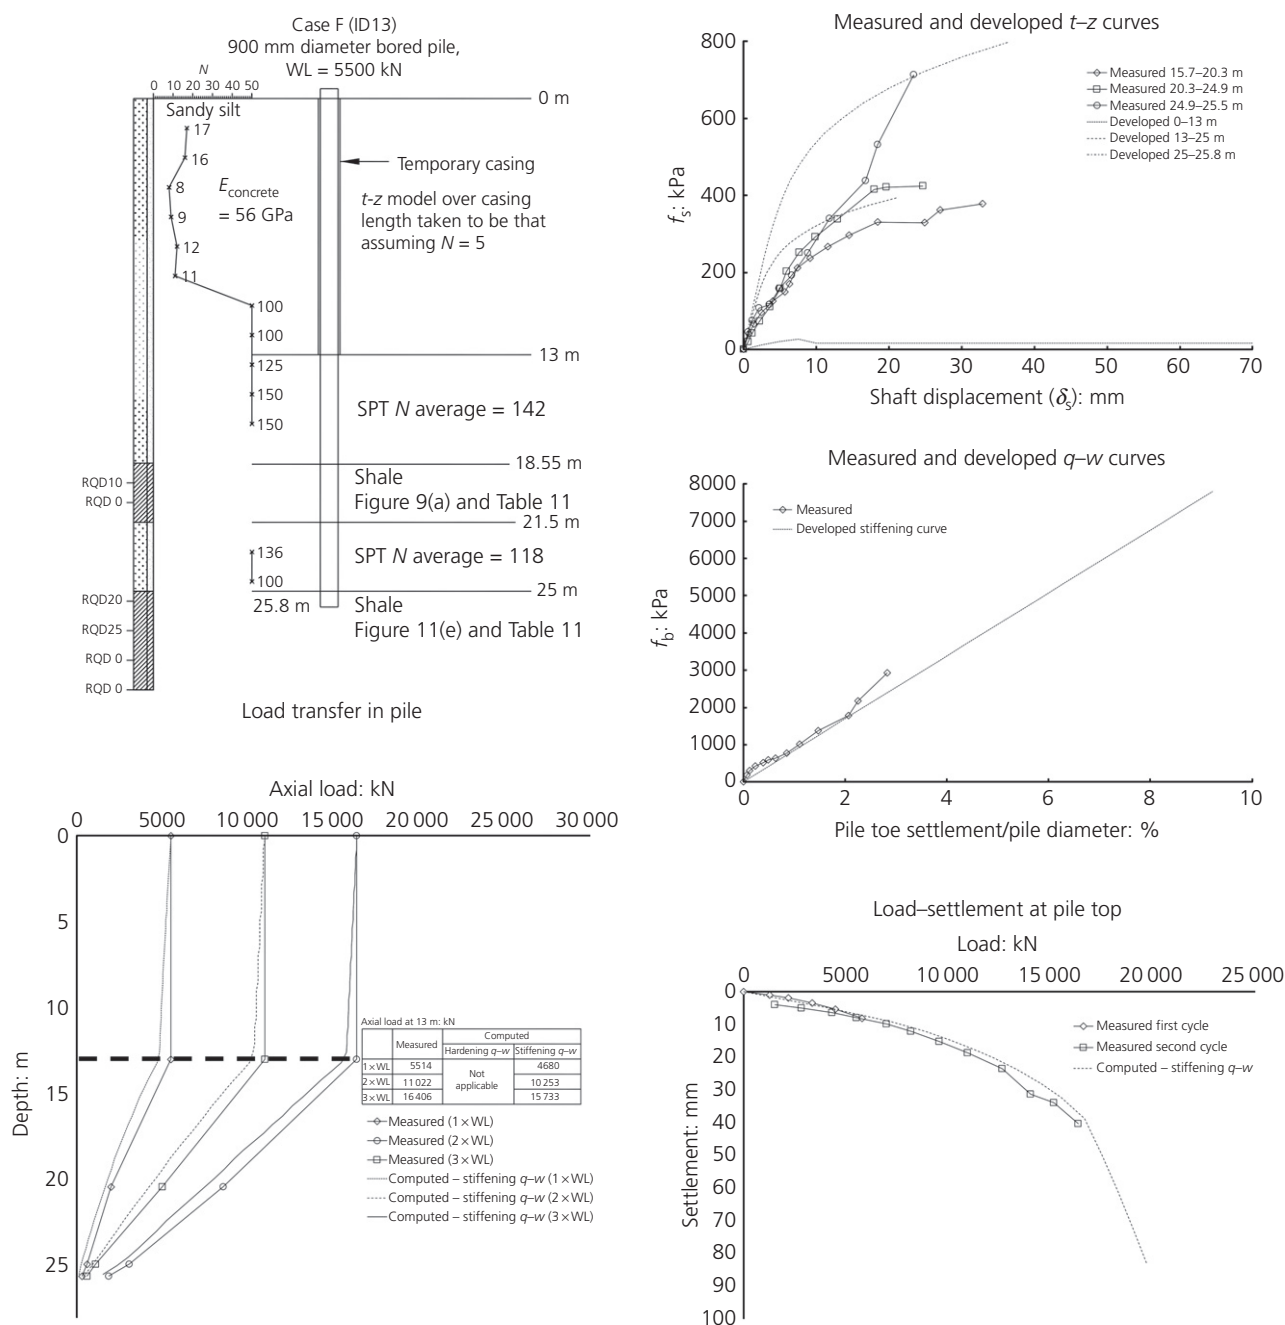 Case F (ID13)
900 mm diameter bored pile,
WL = 5500 kN
N
0 10 20 30 40 50
0 m
Sandy silt
17
16
8
9
12
11
100
100
125
150
150
E concrete
= 56 GPa
Temporary casing
t-z model over casing
length taken to be that
assuming N = 5
13 m
SPT N average = 142
18.55 m
Shale
Figure 9(a) and Table 11
RQD10
RQD 0
21.5 m
136
SPT N average = 118
100
25 m
RQD20
25.8 m
Shale
Figure 11(e) and Table 11
RQD25
RQD 0
RQD 0
Load transfer in pile
Axial load: kN
0 5000 10 000 15 000 20 000 25 000 30 000
0
5
10
15
20
25
Depth: m
Axial load at 13 m: kN
Measured Computed
Hardening q–w Stiffening q–w
1×WL 5514 Not applicable 4680
2×WL 11 022 10 253
3×WL 16 406 15 733
Measured (1×WL)
Measured (2×WL)
Measured (3×WL)
Computed – stiffening q–w (1×WL)
Computed – stiffening q–w (2×WL)
Computed – stiffening q–w (3×WL)
Measured and developed t–z curves
800
600
400
200
0
fs: kPa
Measured 15.7–20.3 m
Measured 20.3–24.9 m
Measured 24.9–25.5 m
Developed 0–13 m
Developed 13–25 m
Developed 25–25.8 m
0 10 20 30 40 50 60 70
Shaft displacement (δs): mm
Measured and developed q–w curves
8000
7000
6000
5000
4000
3000
2000
1000
0
fb: kPa
Measured
Developed stiffening curve
0 2 4 6 8 10
Pile toe settlement/pile diameter: %
Load–settlement at pile top
Load: kN
0 5000 10 000 15 000 20 000 25 000
0
10
20
30
40
50
60
70
80
90
100
Settlement: mm
Measured first cycle
Measured second cycle
Computed – stiffening q–w